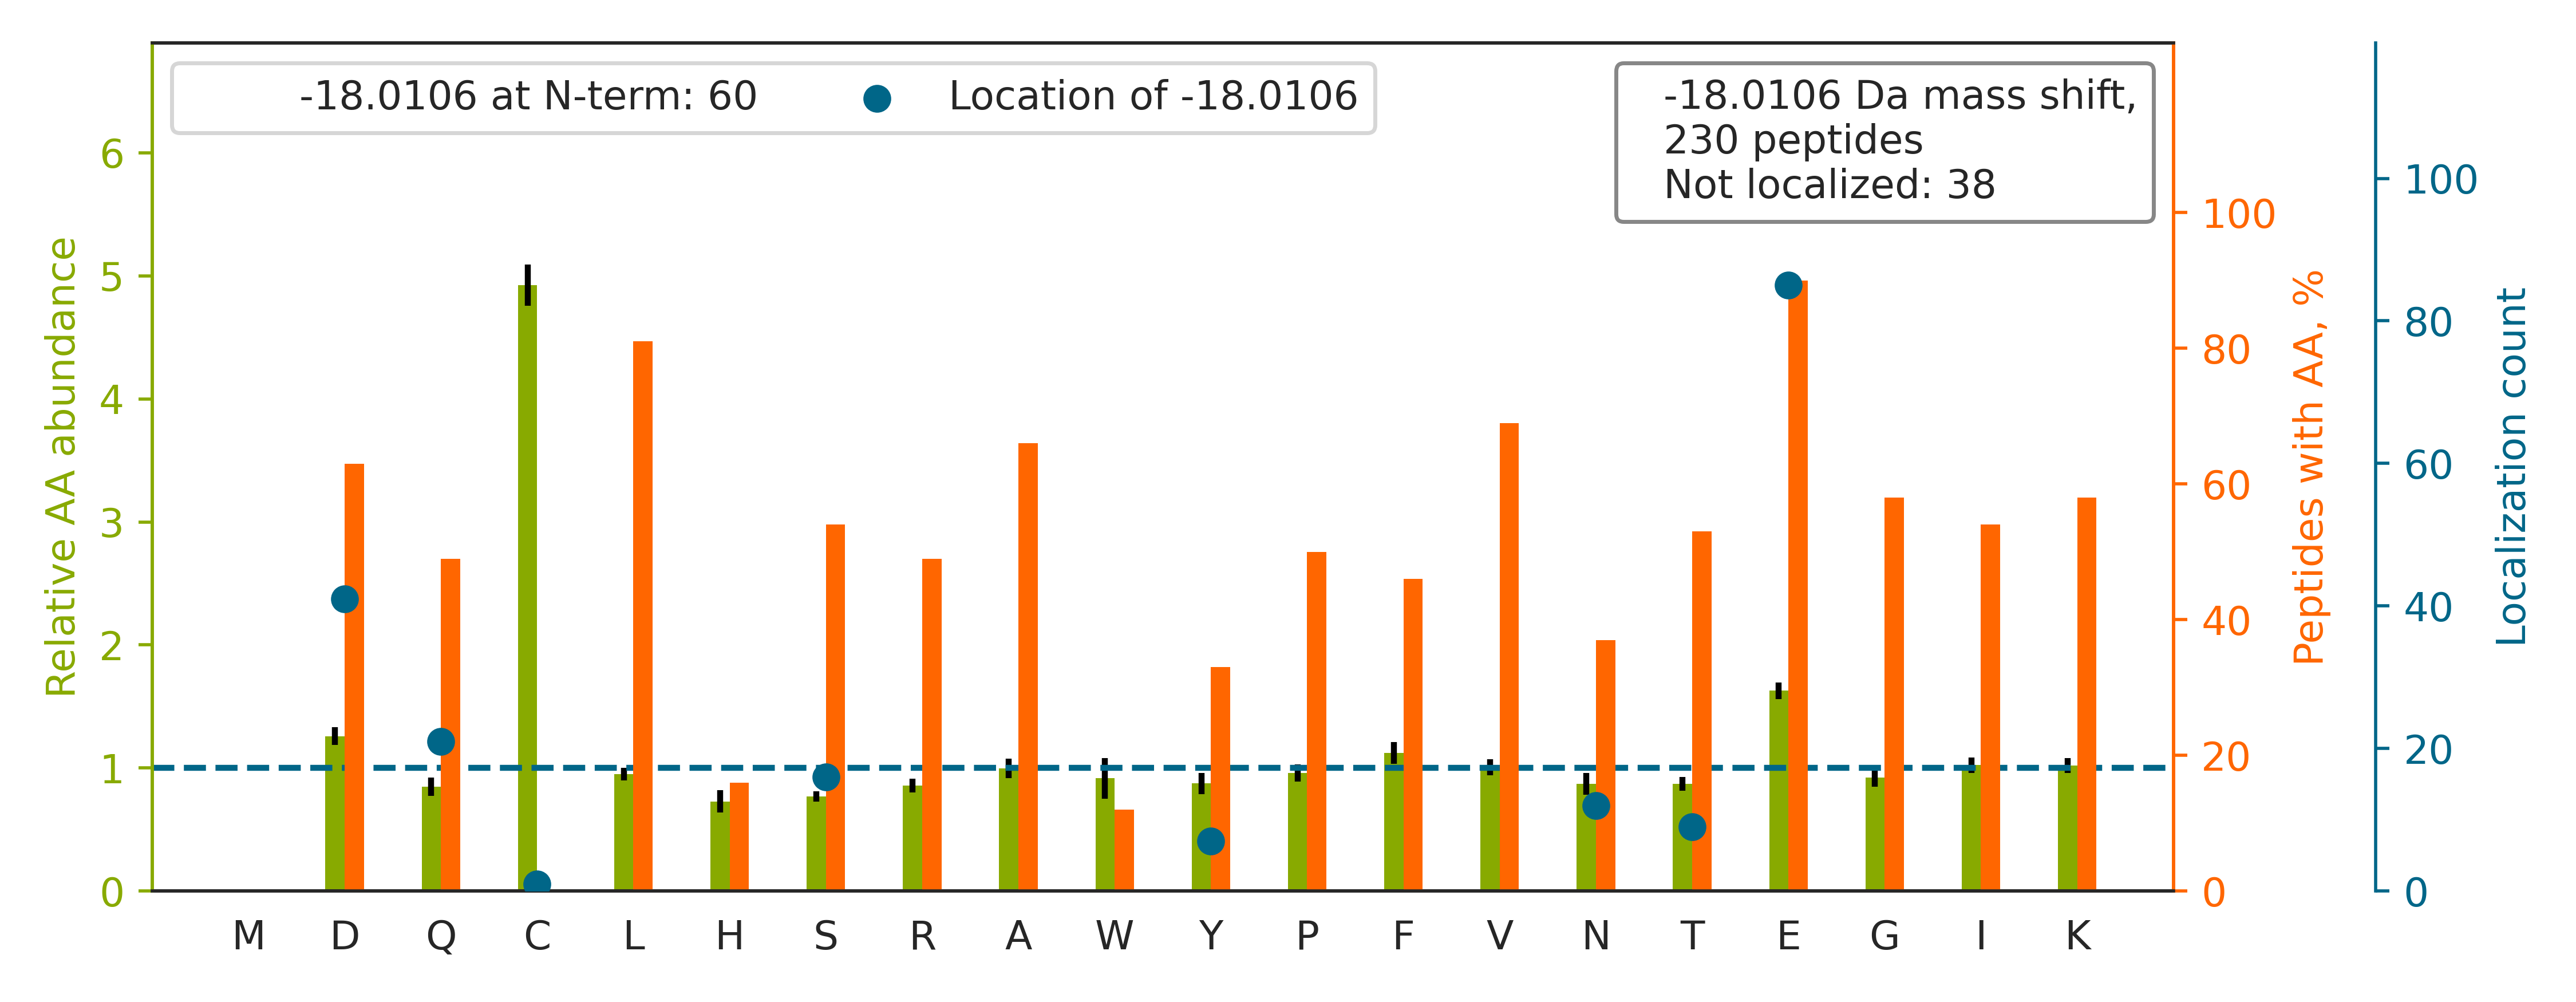 -18.0106 at N-term: 60
Location of -18.0106
-18.0106 Da mass shift,
230 peptides
Not localized: 38
Relative AA abundance
6
5
4
3
2
1
0
M D Q C L H S R A W Y P F V N T E G I K
100
80
60
40
20
0
Peptides with AA, %
100
80
60
40
20
0
Localization count